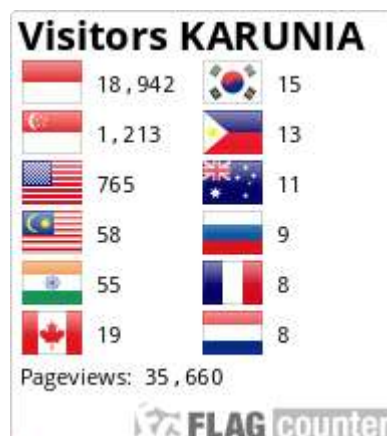 Visitors KARUNIA
18,942 15
1,213 13
765 11
58 9
55 8
19 8
Pageviews: 35,660
FLAG counter